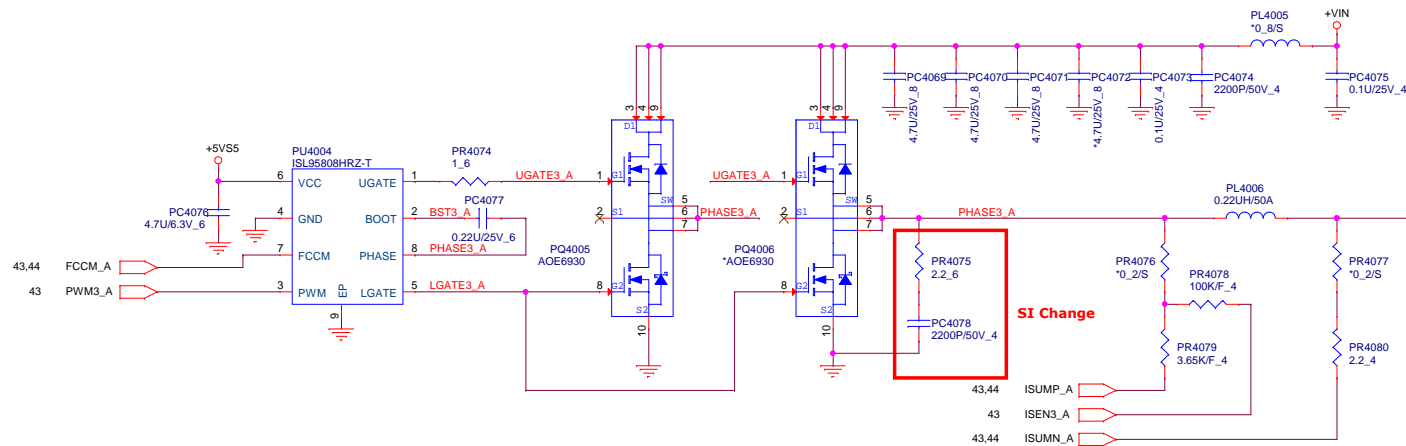 PL4005
*0_8/S
+VIN
PC4069
4.7U/25V_8
PC4070
4.7U/25V_8
PC4071
4.7U/25V_8
PC4072
*4.7U/25V_8
PC4073
0.1U/25V_4
PC4074
2200P/50V_4
PC4075
0.1U/25V_4
3
4
9
3
4
9
+5VS5
PC4076
4.7U/6.3V_6
PU4004
ISL95808HRZ-T
6
VCC
UGATE
1
4
GND
BOOT
2
7
FCCM
PHASE
8
3
PWM
LGATE
5
EP
9
PR4074
1_6
UGATE3_A
BST3_A
PC4077
0.22U/25V_6
PHASE3_A
LGATE3_A
43,44 FCCM_A
43 PWM3_A
D1
1
G1
2
S1
SW
5
6
7
PHASE3_A
PQ4005
AOE6930
8
G2
S2
10
UGATE3_A
D1
1
G1
2
S1
SW
5
6
7
PQ4006
*AOE6930
8
G2
S2
10
PHASE3_A
PL4006
0.22UH/50A
PR4075
2.2_6
PC4078
2200P/50V_4
SI Change
PR4076
*0_2/S
PR4078
100K/F_4
PR4077
*0_2/S
PR4079
3.65K/F_4
PR4080
2.2_4
43,44 ISUMP_A
43 ISEN3_A
43,44 ISUMN_A